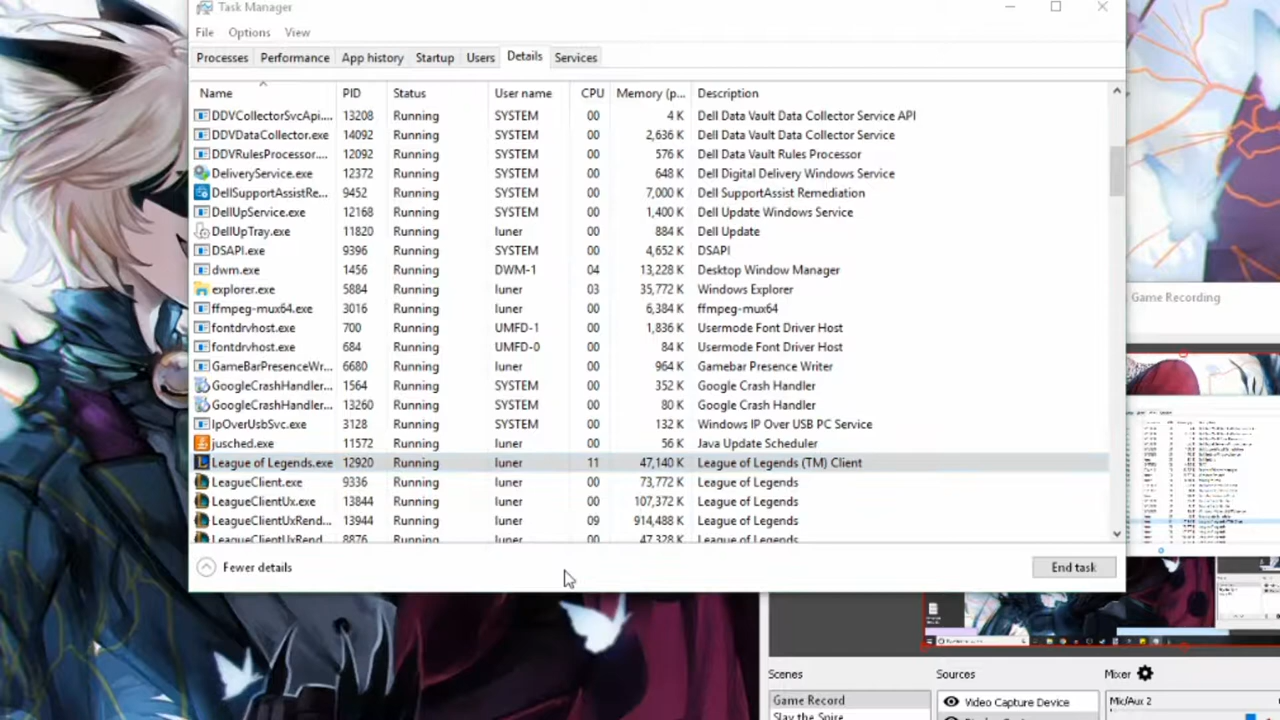 Task Manager
File Options View
Processes Performance App history Startup Users Details Services
Name PID Status User name CPU Memory (p... Description
DDVCollectorSvcApi.... 13208 Running SYSTEM 00 4 K Dell Data Vault Data Collector Service API
DDVDataCollector.exe 14092 Running SYSTEM 00 2,636 K Dell Data Vault Data Collector Service
DDVRulesProcessor.... 12092 Running SYSTEM 00 576 K Dell Data Vault Rules Processor
DeliveryService.exe 12372 Running SYSTEM 00 648 K Dell Digital Delivery Windows Service
DellSupportAssistRe... 9452 Running SYSTEM 00 7,000 K Dell SupportAssist Remediation
DellUpService.exe 12168 Running SYSTEM 00 1,400 K Dell Update Windows Service
DellUpTray.exe 11820 Running luner 00 884 K Dell Update
DSAPI.exe 9396 Running SYSTEM 00 4,652 K DSAPI
dwm.exe 1456 Running DWM-1 04 13,228 K Desktop Window Manager
explorer.exe 5884 Running luner 03 35,772 K Windows Explorer
ffmpeg-mux64.exe 3016 Running luner 00 6,384 K ffmpeg-mux64
fontdrvhost.exe 700 Running UMFD-1 00 1,836 K Usermode Font Driver Host
fontdrvhost.exe 684 Running UMFD-0 00 84 K Usermode Font Driver Host
GameBarPresenceWr... 6680 Running luner 00 964 K Gamebar Presence Writer
GoogleCrashHandler... 1564 Running SYSTEM 00 352 K Google Crash Handler
GoogleCrashHandler... 13260 Running SYSTEM 00 80 K Google Crash Handler
IpOverUsbSvc.exe 3128 Running SYSTEM 00 132 K Windows IP Over USB PC Service
jusched.exe 11572 Running luner 00 56 K Java Update Scheduler
League of Legends.exe 12920 Running luner 11 47,140 K League of Legends (TM) Client
LeagueClient.exe 9336 Running luner 00 73,772 K League of Legends
LeagueClientUx.exe 13844 Running luner 00 107,372 K League of Legends
LeagueClientUxRend... 13944 Running luner 09 914,488 K League of Legends
LeagueClientUxRend... 8876 Running luner 00 47,328 K League of Legends
Fewer details End task
Game Recording
Scenes Sources Mixer
Game Record Video Capture Device Mic/Aux 2
Slay the Spire